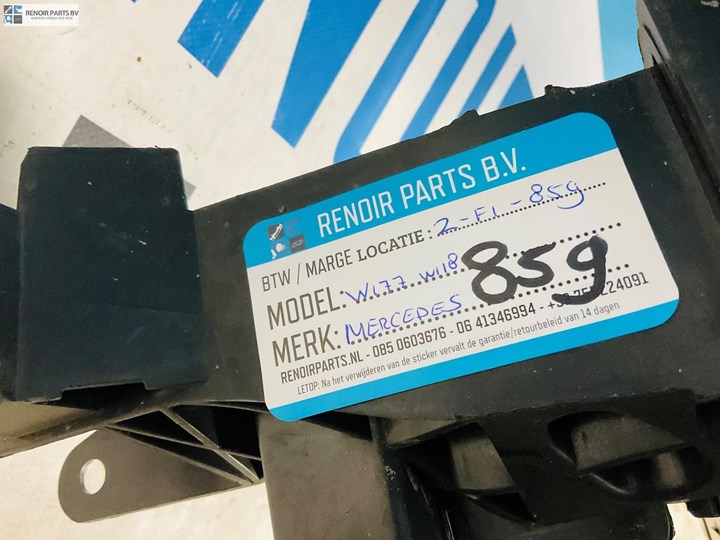 RENOIR PARTS BV
RENOIR PARTS B.V.
BTW / MARGE LOCATIE: 2-F1-859
MODEL: W177 W118
MERK: MERCEDES
859
RENOIRPARTS.NL - 085 0603676 - 06 41346994 - 24091
LETOP: Na het verwijderen van de sticker vervalt de garantie/retourbeleid van 14 dagen